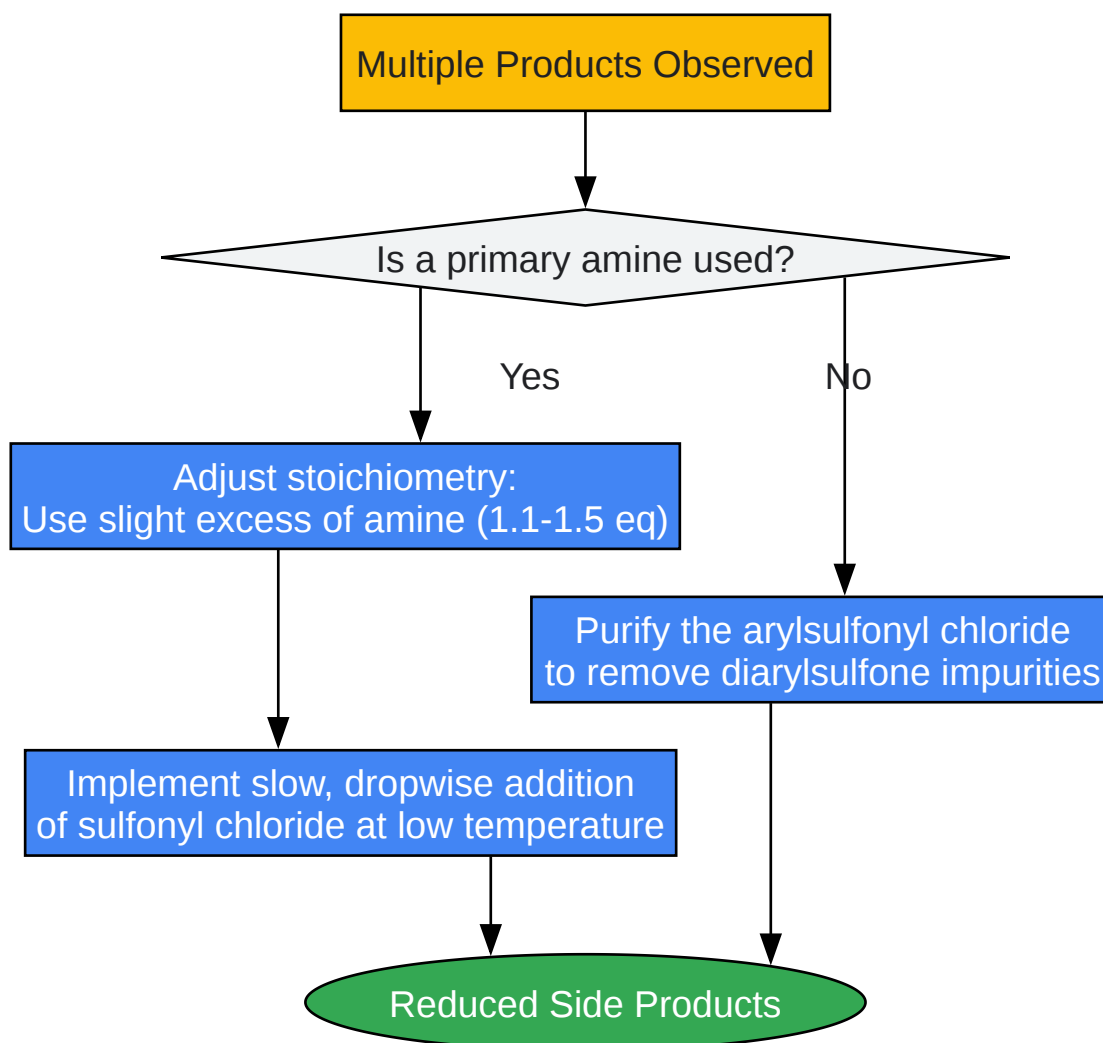 Multiple Products Observed
Is a primary amine used?
Yes
No
Adjust stoichiometry:
Use slight excess of amine (1.1-1.5 eq)
Purify the arylsulfonyl chloride
to remove diarylsulfone impurities
Implement slow, dropwise addition
of sulfonyl chloride at low temperature
Reduced Side Products